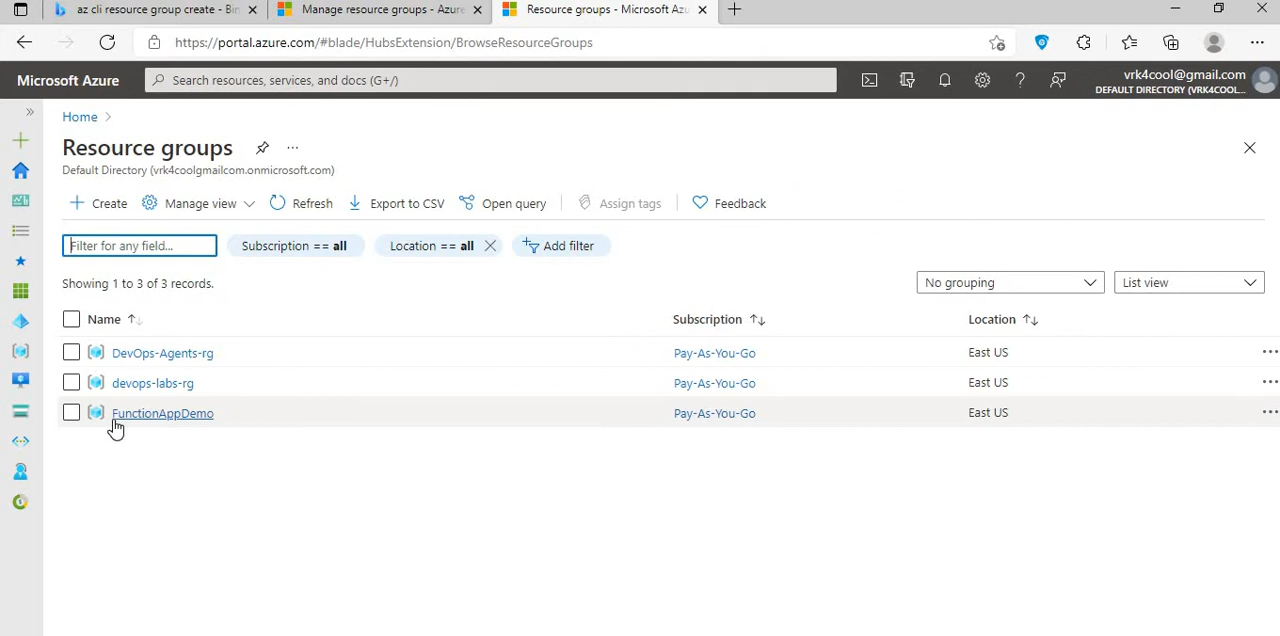 az cli resource group create - Bin
Manage resource groups - Azure
Resource groups - Microsoft Azu
https://portal.azure.com/#blade/HubsExtension/BrowseResourceGroups
Microsoft Azure
Search resources, services, and docs (G+/)
vrk4cool@gmail.com
DEFAULT DIRECTORY (VRK4COOL...
Home
Resource groups
Default Directory (vrk4coolgmailcom.onmicrosoft.com)
Create
Manage view
Refresh
Export to CSV
Open query
Assign tags
Feedback
Filter for any field...
Subscription == all
Location == all
Add filter
Showing 1 to 3 of 3 records.
No grouping
List view
Name
Subscription
Location
DevOps-Agents-rg
Pay-As-You-Go
East US
devops-labs-rg
Pay-As-You-Go
East US
FunctionAppDemo
Pay-As-You-Go
East US